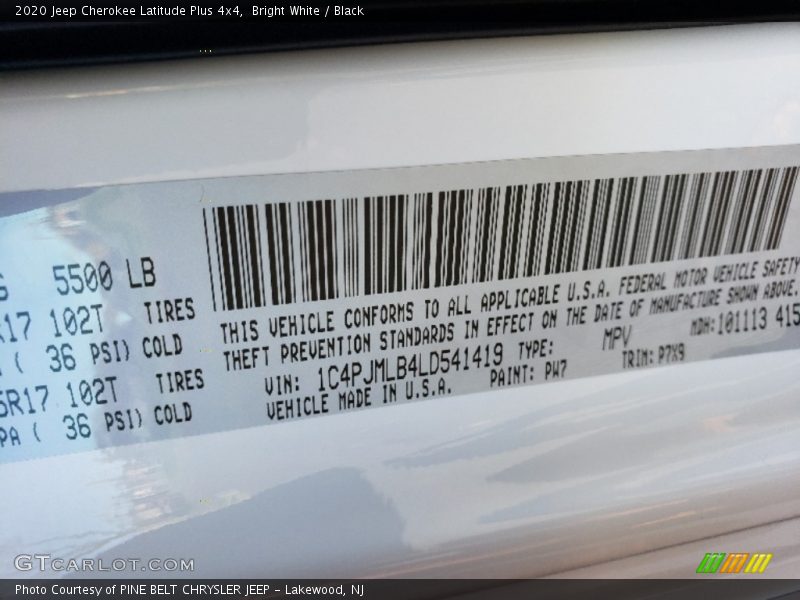 2020 Jeep Cherokee Latitude Plus 4x4,  Bright White / Black
5500 LB
R17 102T TIRES
( 36 PSI) COLD
5R17 102T TIRES
PA ( 36 PSI) COLD
THIS VEHICLE CONFORMS TO ALL APPLICABLE U.S.A. FEDERAL MOTOR VEHICLE SAFETY
THEFT PREVENTION STANDARDS IN EFFECT ON THE DATE OF MANUFACTURE SHOWN ABOVE.
VIN: 1C4PJMLB4LD541419 TYPE: MPV MDH:101113 415
VEHICLE MADE IN U.S.A. PAINT: PW7 TRIM: P7X9
GTCARLOT.COM
Photo Courtesy of PINE BELT CHRYSLER JEEP - Lakewood, NJ